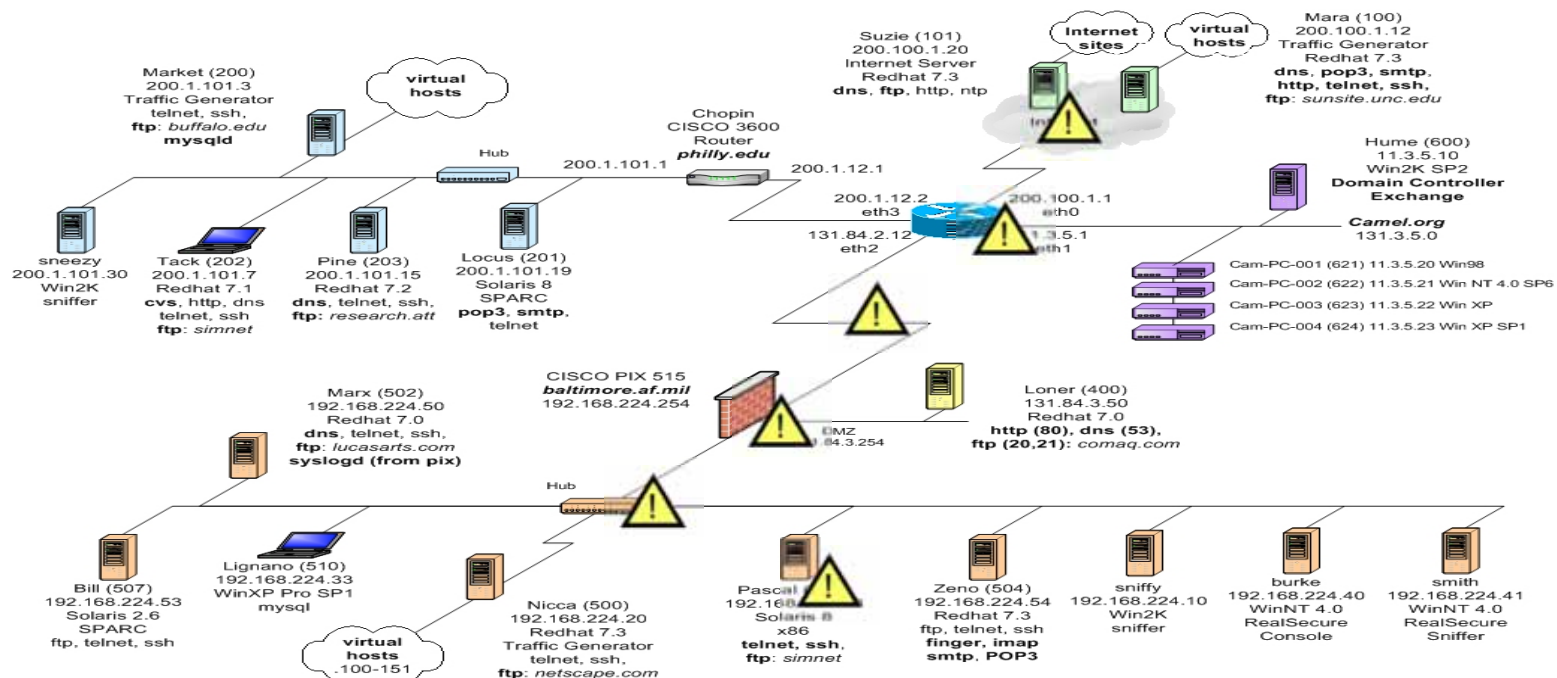 Market (200)
200.1.101.3
Traffic Generator
telnet, ssh,
ftp: buffalo.edu
mysqld
virtual
hosts
Suzie (101)
200.100.1.20
Internet Server
Redhat 7.3
dns, ftp, http, ntp
Internet
sites
virtual
hosts
Mara (100)
200.100.1.12
Traffic Generator
Redhat 7.3
dns, pop3, smtp,
http, telnet, ssh,
ftp: sunsite.unc.edu
Chopin
CISCO 3600
Router
philly.edu
Hub
200.1.101.1
200.1.12.1
Hume (600)
11.3.5.10
Win2K SP2
Domain Controller
Exchange
200.1.12.2
eth3
200.100.1.1
eth0
131.84.2.12
eth2
1.3.5.1
eth1
Camel.org
131.3.5.0
sneezy
200.1.101.30
Win2K
sniffer
Tack (202)
200.1.101.7
Redhat 7.1
cvs, http, dns
telnet, ssh
ftp: simnet
Pine (203)
200.1.101.15
Redhat 7.2
dns, telnet, ssh,
ftp: research.att
Locus (201)
200.1.101.19
Solaris 8
SPARC
pop3, smtp,
telnet
Cam-PC-001 (621) 11.3.5.20 Win98
Cam-PC-002 (622) 11.3.5.21 Win NT 4.0 SP6
Cam-PC-003 (623) 11.3.5.22 Win XP
Cam-PC-004 (624) 11.3.5.23 Win XP SP1
CISCO PIX 515
baltimore.af.mil
192.168.224.254
DMZ
.84.3.254
Loner (400)
131.84.3.50
Redhat 7.0
http (80), dns (53),
ftp (20,21): comaq.com
Marx (502)
192.168.224.50
Redhat 7.0
dns, telnet, ssh,
ftp: lucasarts.com
syslogd (from pix)
Hub
Bill (507)
192.168.224.53
Solaris 2.6
SPARC
ftp, telnet, ssh
Lignano (510)
192.168.224.33
WinXP Pro SP1
mysql
virtual
hosts
.100-151
Nicca (500)
192.168.224.20
Redhat 7.3
Traffic Generator
telnet, ssh,
ftp: netscape.com
Pascal
192.168.
Solaris 8
x86
telnet, ssh,
ftp: simnet
Zeno (504)
192.168.224.54
Redhat 7.3
ftp, telnet, ssh
finger, imap
smtp, POP3
sniffy
192.168.224.10
Win2K
sniffer
burke
192.168.224.40
WinNT 4.0
RealSecure
Console
smith
192.168.224.41
WinNT 4.0
RealSecure
Sniffer